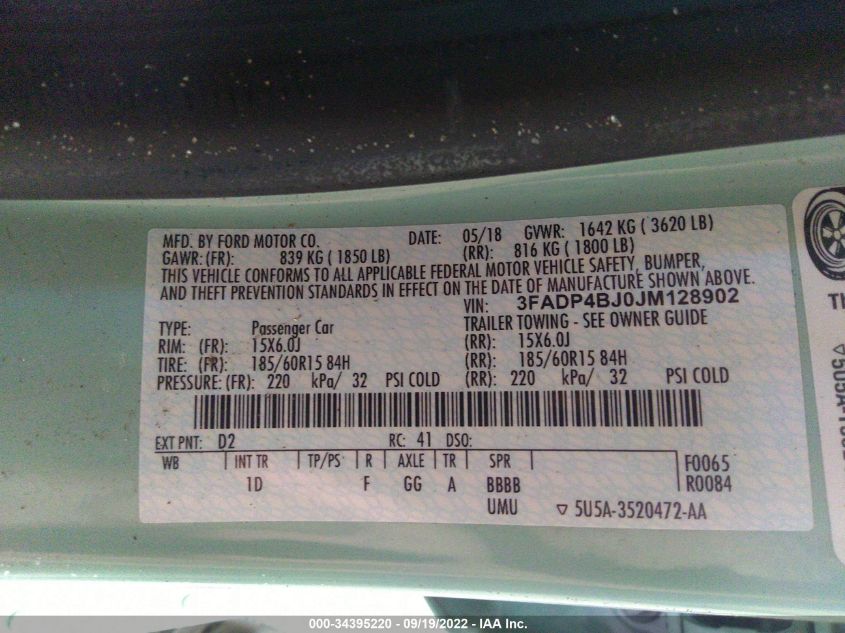 MFD. BY FORD MOTOR CO. DATE: 05/18 GVWR: 1642 KG ( 3620 LB)
GAWR: (FR): 839 KG ( 1850 LB) (RR): 816 KG ( 1800 LB)
THIS VEHICLE CONFORMS TO ALL APPLICABLE FEDERAL MOTOR VEHICLE SAFETY, BUMPER,
AND THEFT PREVENTION STANDARDS IN EFFECT ON THE DATE OF MANUFACTURE SHOWN ABOVE.
VIN: 3FADP4BJ0JM128902
TYPE: Passenger Car TRAILER TOWING - SEE OWNER GUIDE
RIM: (FR): 15X6.0J (RR): 15X6.0J
TIRE: (FR): 185/60R15 84H (RR): 185/60R15 84H
PRESSURE: (FR): 220 kPa/ 32 PSI COLD (RR): 220 kPa/ 32 PSI COLD
EXT PNT: D2 RC: 41 DSO:
WB INT TR TP/PS R AXLE TR SPR F0065
1D F GG A BBBB R0084
UMU ▽ 5U5A-3520472-AA
TH
000-34395220 - 09/19/2022 - IAA Inc.